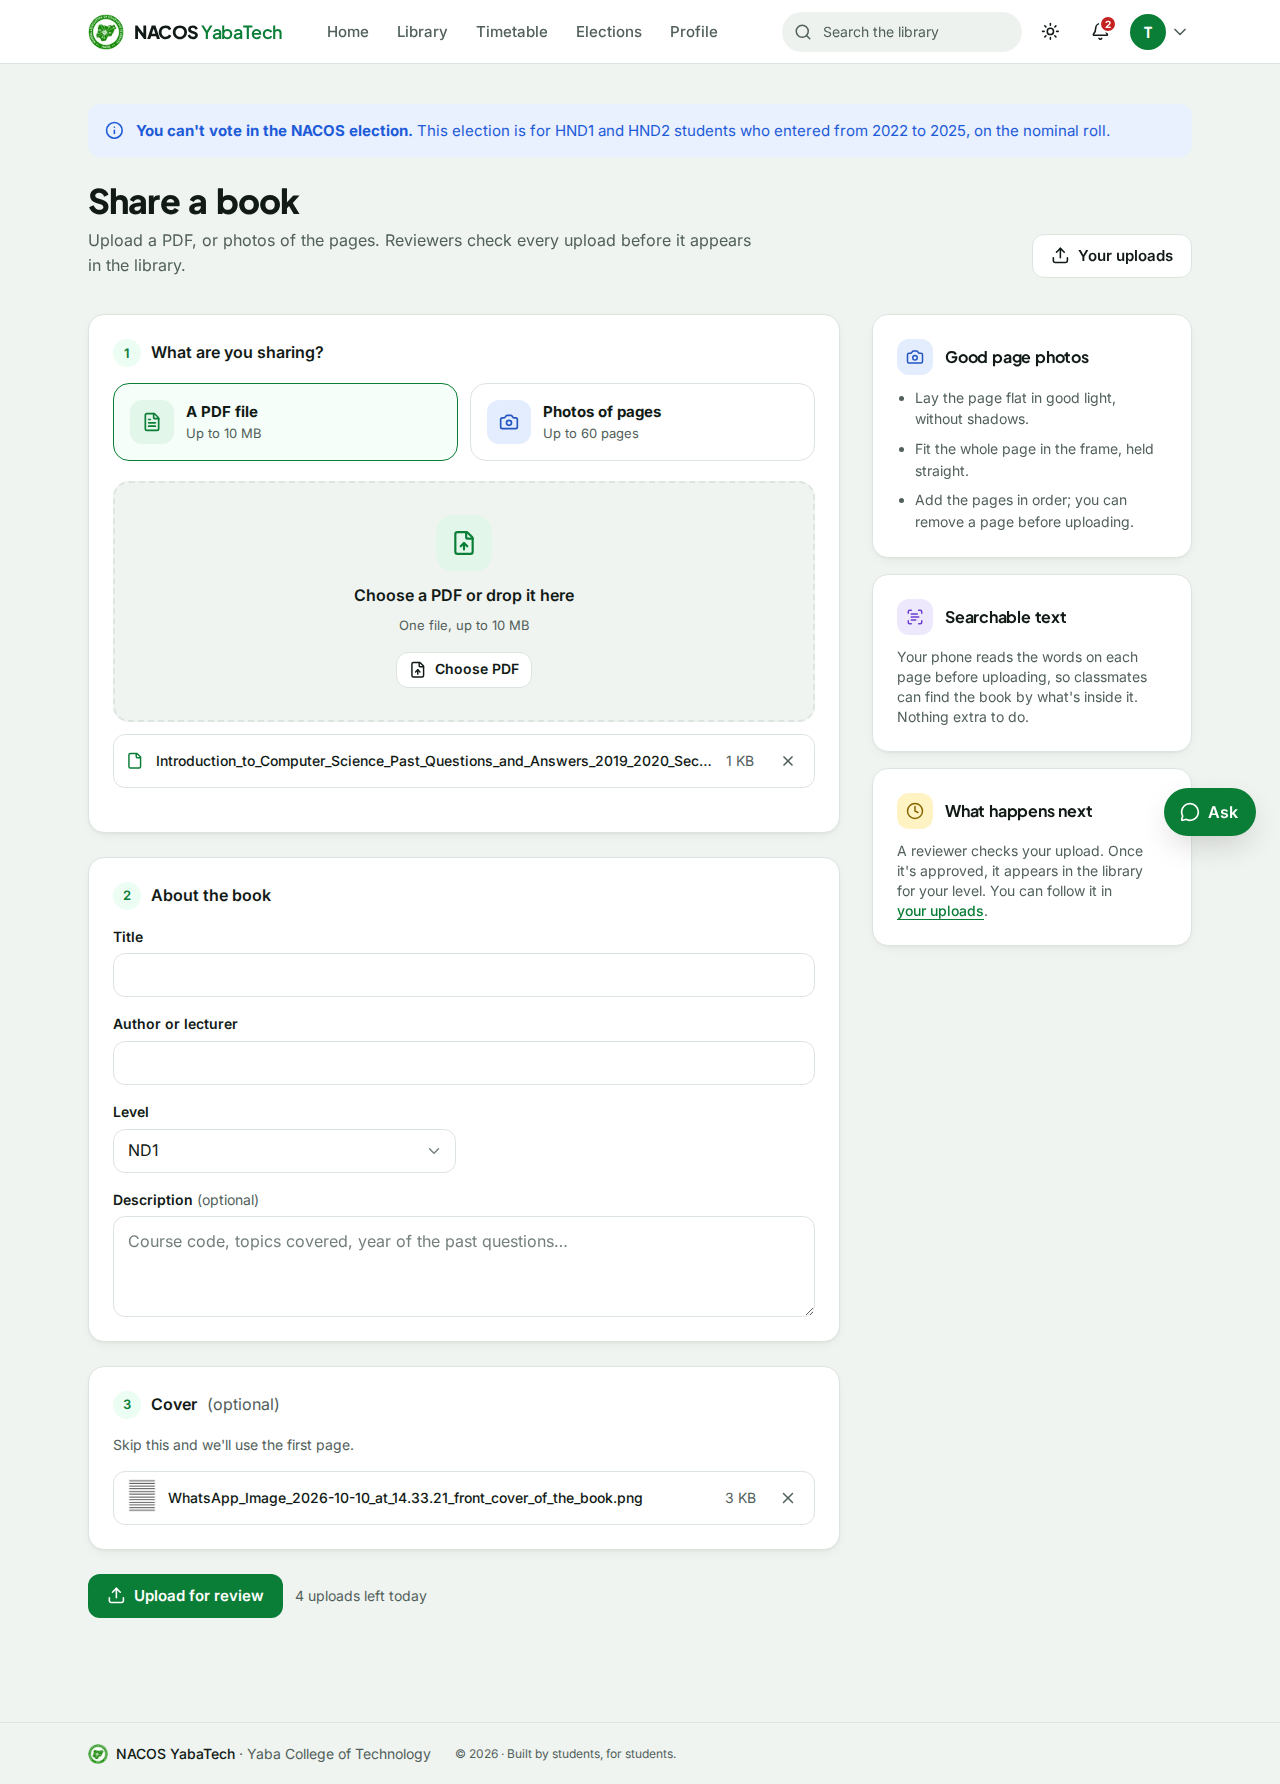 NACOS YabaTech
Home
Library
Timetable
Elections
Profile
Search the library
2
T
You can't vote in the NACOS election. This election is for HND1 and HND2 students who entered from 2022 to 2025, on the nominal roll.
Share a book
Upload a PDF, or photos of the pages. Reviewers check every upload before it appears
in the library.
Your uploads
1
What are you sharing?
A PDF file
Up to 10 MB
Photos of pages
Up to 60 pages
Choose a PDF or drop it here
One file, up to 10 MB
Choose PDF
Introduction_to_Computer_Science_Past_Questions_and_Answers_2019_2020_Sec...
1 KB
2
About the book
Title
Author or lecturer
Level
ND1
Description (optional)
Course code, topics covered, year of the past questions...
3
Cover (optional)
Skip this and we'll use the first page.
WhatsApp_Image_2026-10-10_at_14.33.21_front_cover_of_the_book.png
3 KB
Upload for review
4 uploads left today
Good page photos
Lay the page flat in good light,
without shadows.
Fit the whole page in the frame, held
straight.
Add the pages in order; you can
remove a page before uploading.
Searchable text
Your phone reads the words on each
page before uploading, so classmates
can find the book by what's inside it.
Nothing extra to do.
What happens next
A reviewer checks your upload. Once
it's approved, it appears in the library
for your level. You can follow it in
your uploads.
Ask
NACOS YabaTech · Yaba College of Technology
© 2026 · Built by students, for students.